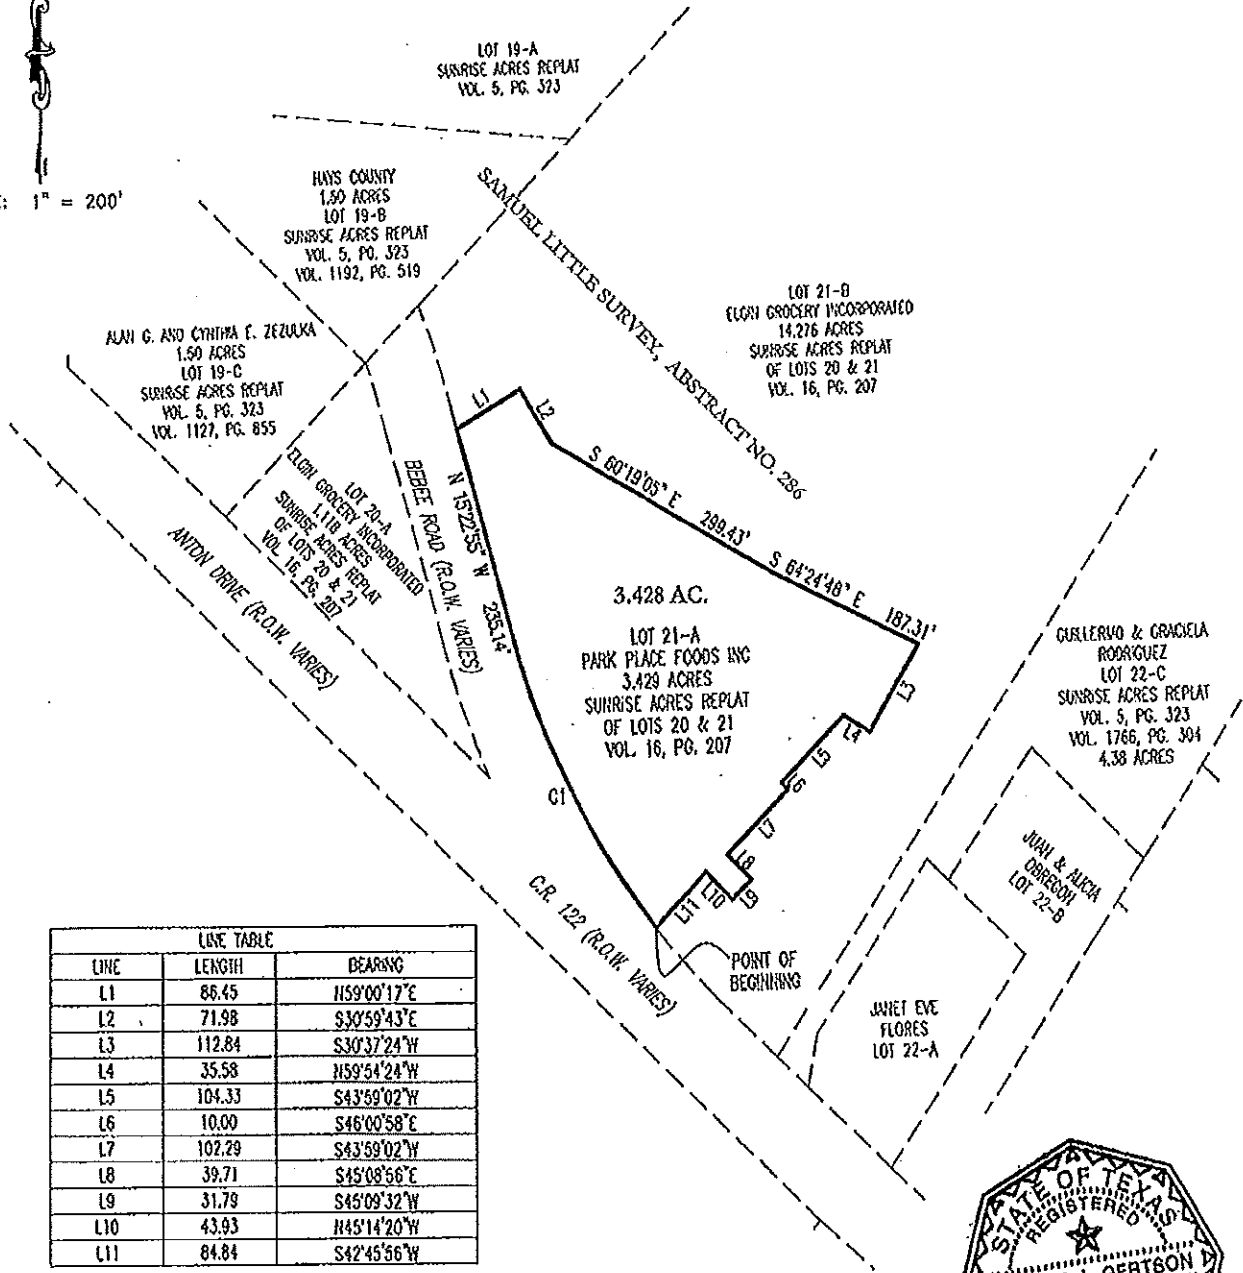 1" = 200'
LOT 19-A
SUNRISE ACRES REPLAT
VOL. 5, PG. 323
HAYS COUNTY
1.50 ACRES
LOT 19-B
SUNRISE ACRES REPLAT
VOL. 5, PG. 323
VOL. 1192, PG. 519
SAMUEL LITTLE SURVEY, ABSTRACT NO. 286
LOT 21-B
ELGIN GROCERY INCORPORATED
14.276 ACRES
SUNRISE ACRES REPLAT
OF LOTS 20 & 21
VOL. 16, PG. 207
ALAN G. AND CYNTHIA E. ZEZULKA
1.50 ACRES
LOT 19-C
SUNRISE ACRES REPLAT
VOL. 5, PG. 323
VOL. 1127, PG. 855
LOT 20-A
ELGIN GROCERY INCORPORATED
1.118 ACRES
SUNRISE ACRES REPLAT
OF LOTS 20 & 21
VOL. 16, PG. 207
ANTON DRIVE (R.O.W. VARIES)
BEBEE ROAD (R.O.W. VARIES)
N 15°22'55" W 235.14'
L1
L2
S 60°19'05" E 299.43'
S 64°24'48" E 187.31'
3.428 AC.
LOT 21-A
PARK PLACE FOODS INC
3.429 ACRES
SUNRISE ACRES REPLAT
OF LOTS 20 & 21
VOL. 16, PG. 207
L3
L4
L5
L6
L7
L8
L9
L10
L11
C1
GUILLERMO & GRACIELA
RODRIGUEZ
LOT 22-C
SUNRISE ACRES REPLAT
VOL. 5, PG. 323
VOL. 1766, PG. 304
4.38 ACRES
JUAN & ALICIA
OBREGON
LOT 22-B
C.R. 122 (R.O.W. VARIES)
POINT OF
BEGINNING
JANET EVE
FLORES
LOT 22-A
LINE TABLE
LINE LENGTH BEARING
L1 86.45 N59°00'17"E
L2 71.98 S30°59'43"E
L3 112.84 S30°37'24"W
L4 35.58 N59°54'24"W
L5 104.33 S43°59'02"W
L6 10.00 S46°00'58"E
L7 102.29 S43°59'02"W
L8 39.71 S45°08'56"E
L9 31.79 S45°09'32"W
L10 43.93 N45°14'20"W
L11 84.84 S42°45'56"W
STATE OF TEXAS
REGISTERED